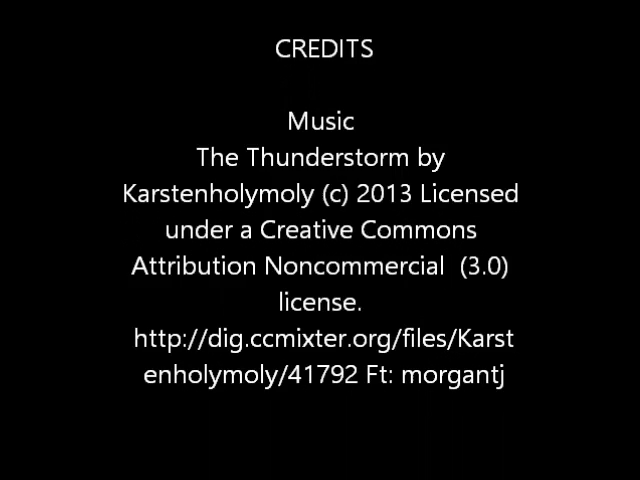 CREDITS
Music
The Thunderstorm by
Karstenholymoly (c) 2013 Licensed
under a Creative Commons
Attribution Noncommercial  (3.0)
license.
http://dig.ccmixter.org/files/Karst
enholymoly/41792 Ft: morgantj